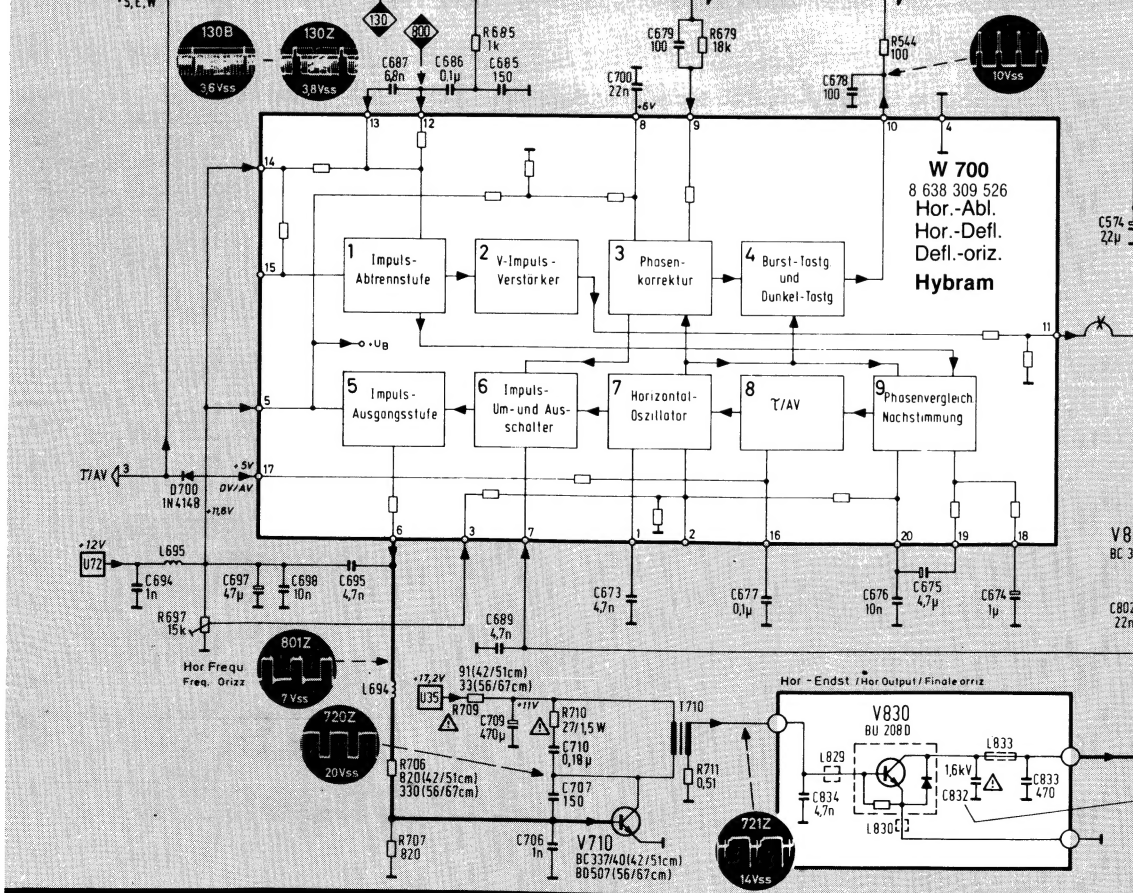 +5,E,W
130B
3,6Vss
130Z
3,8Vss
130
800
R685
1k
C687
6,8n
C686
0,1µ
C685
150
C679
100
R679
18k
C700
22n
+6V
R544
100
C678
100
10Vss
13
12
8
9
10
4
14
15
5
17
11
W 700
8 638 309 526
Hor.-Abl.
Hor.-Defl.
Defl.-oriz.
Hybram
C574
2,2µ
1
Impuls-
Abtrennstufe
2
V-Impuls-
Verstärker
3
Phasen-
korrektur
4
Burst-Tastg.
und
Dunkel-Tastg
+UB
5
Impuls-
Ausgangsstufe
6
Impuls-
Um-und Aus-
schalter
7
Horizontal-
Oszillator
8
τ/AV
9
Phasenvergleich.
Nachstimmung
τ/AV
3
D700
1N4148
+5V
0V/AV
+11,8V
6
3
7
1
2
16
20
19
18
+12V
U72
L695
C694
1n
C697
47µ
C698
10n
C695
4,7n
R697
15k
Hor Frequ
Freq. Orizz
801Z
7Vss
L694
C689
4,7n
C673
4,7n
C677
0,1µ
C676
10n
C675
4,7µ
C674
1µ
V8
BC 3
C802
22n
+17,2V
U35
91(42/51cm)
33(56/67cm)
R709
+11V
C709
470µ
R710
27/1,5W
C710
0,18µ
C707
150
T710
R711
0,51
720Z
20Vss
R706
820(42/51cm)
330(56/67cm)
R707
820
C706
1n
V710
BC337/40(42/51cm)
BD507(56/67cm)
721Z
14Vss
Hor -Endst /Hor Output / Finale orriz.
V830
BU 208D
L829
C834
4,7n
L830
L833
1,6kV
C832
C833
470